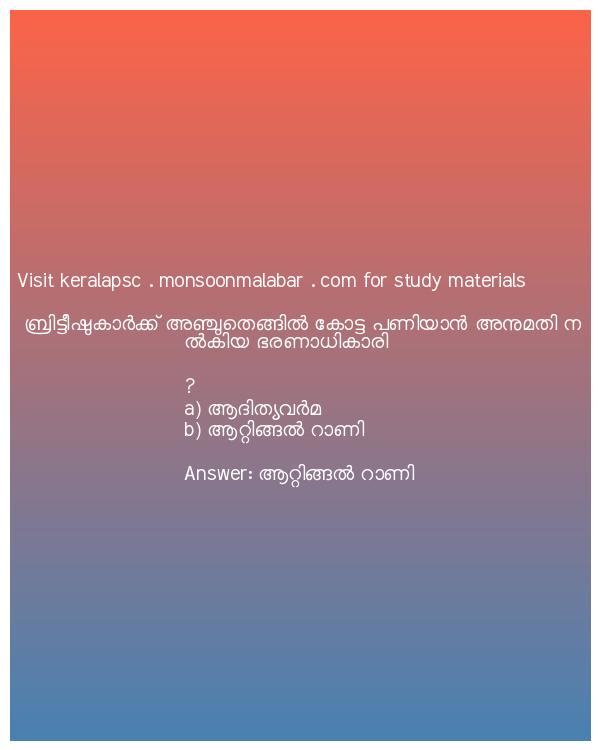 Visit keralapsc . monsoonmalabar . com for study materials
ബ്രിട്ടീഷുകാർക്ക് അഞ്ചുതെങ്ങിൽ കോട്ട പണിയാൻ അനുമതി ന
ൽകിയ ഭരണാധികാരി
?
a) ആദിത്യവർമ
b) ആറ്റിങ്ങൽ റാണി
Answer: ആറ്റിങ്ങൽ റാണി